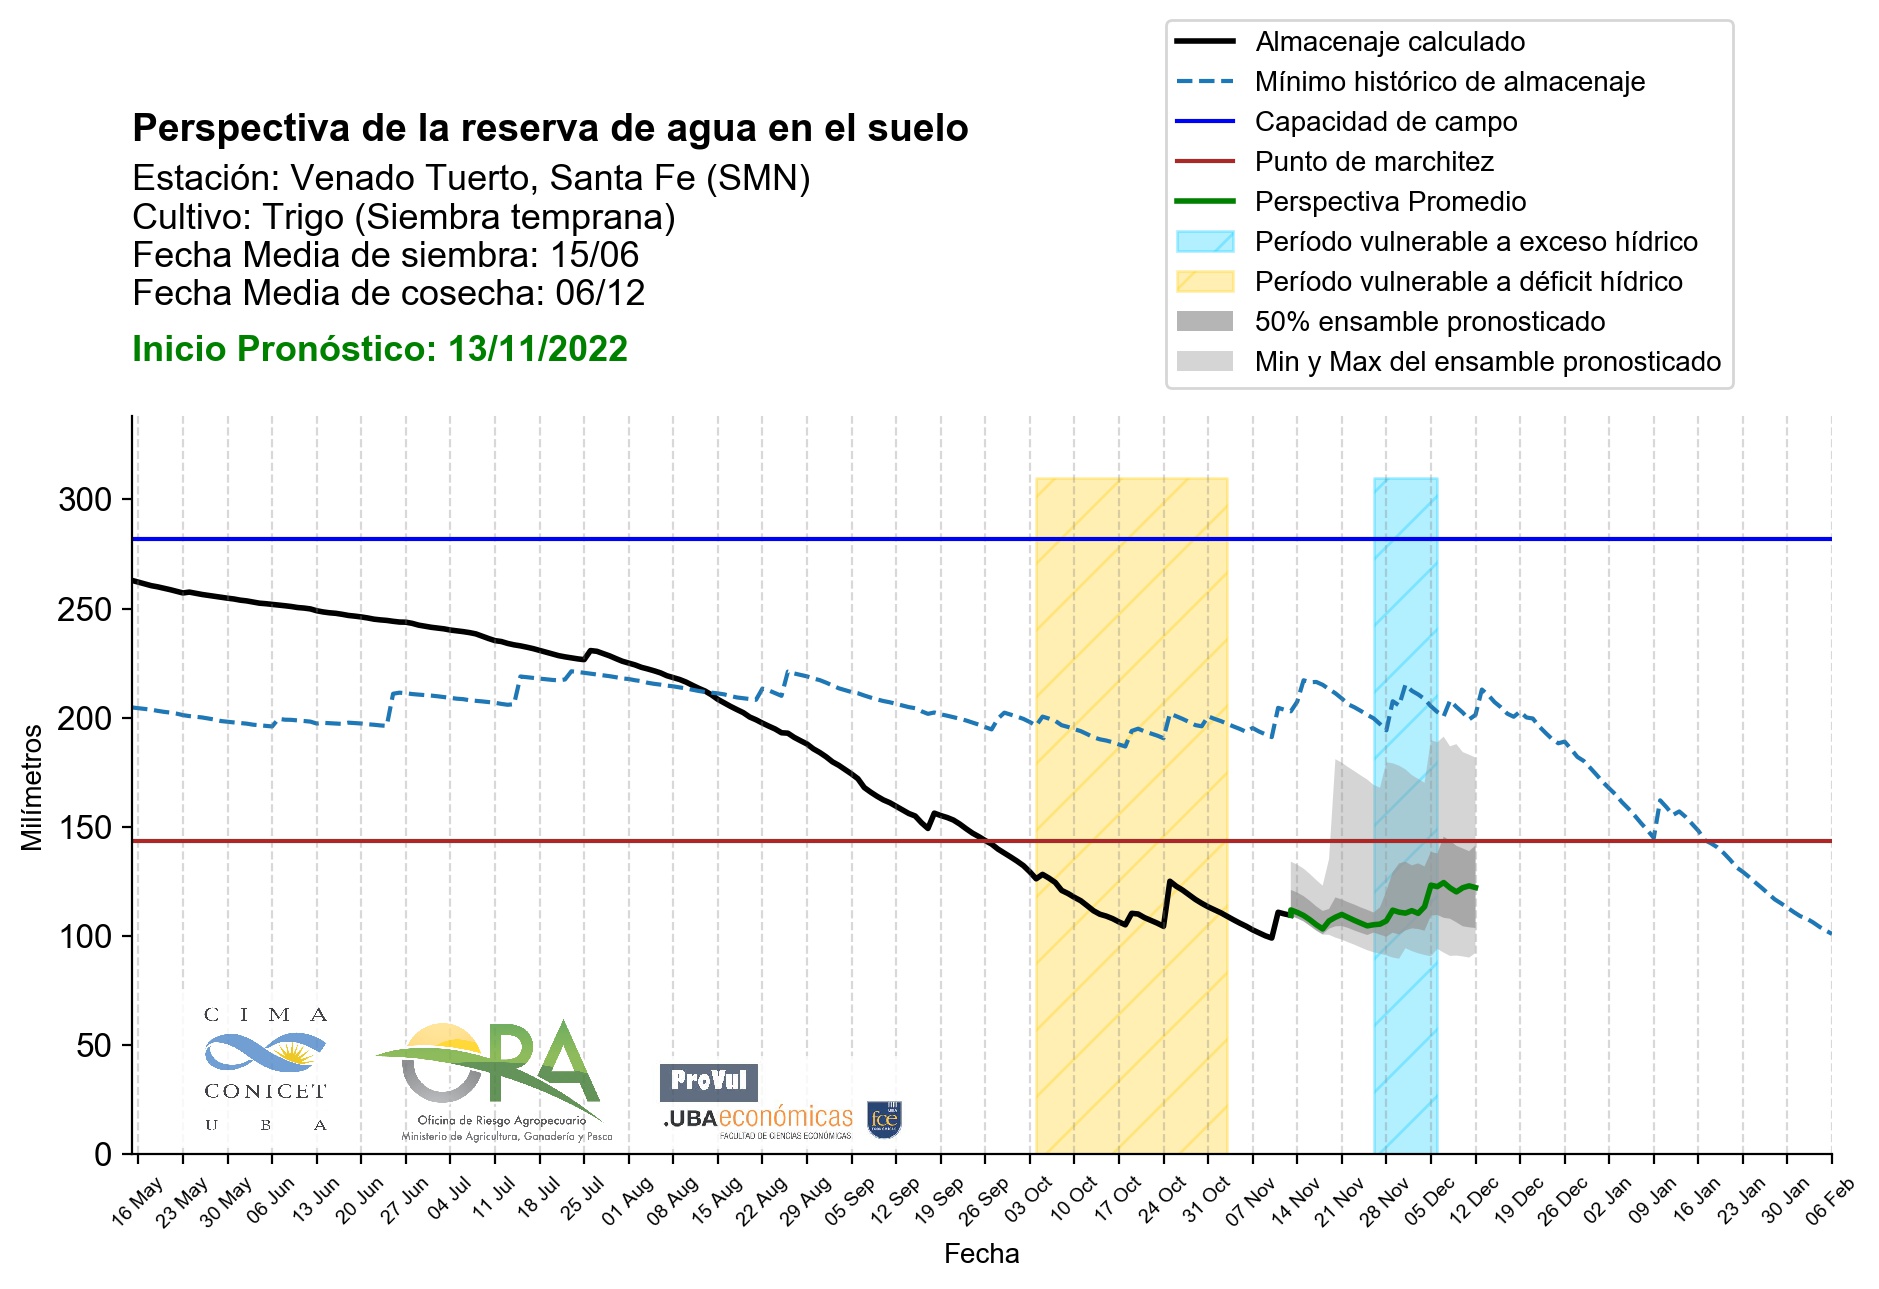 Almacenaje calculado
Mínimo histórico de almacenaje
Capacidad de campo
Punto de marchitez
Perspectiva Promedio
Período vulnerable a exceso hídrico
Período vulnerable a déficit hídrico
50% ensamble pronosticado
Min y Max del ensamble pronosticado
Perspectiva de la reserva de agua en el suelo
Estación: Venado Tuerto, Santa Fe (SMN)
Cultivo: Trigo (Siembra temprana)
Fecha Media de siembra: 15/06
Fecha Media de cosecha: 06/12
Inicio Pronóstico: 13/11/2022
Milímetros
300
250
200
150
100
50
0
CIMA
CONICET
UBA
ORA
Oficina de Riesgo Agropecuario
Ministerio de Agricultura, Ganadería y Pesca
ProVul
.UBAeconómicas
FACULTAD DE CIENCIAS ECONÓMICAS
fce
16 May
23 May
30 May
06 Jun
13 Jun
20 Jun
27 Jun
04 Jul
11 Jul
18 Jul
25 Jul
01 Aug
08 Aug
15 Aug
22 Aug
29 Aug
05 Sep
12 Sep
19 Sep
26 Sep
03 Oct
10 Oct
17 Oct
24 Oct
31 Oct
07 Nov
14 Nov
21 Nov
28 Nov
05 Dec
12 Dec
19 Dec
26 Dec
02 Jan
09 Jan
16 Jan
23 Jan
30 Jan
06 Feb
Fecha